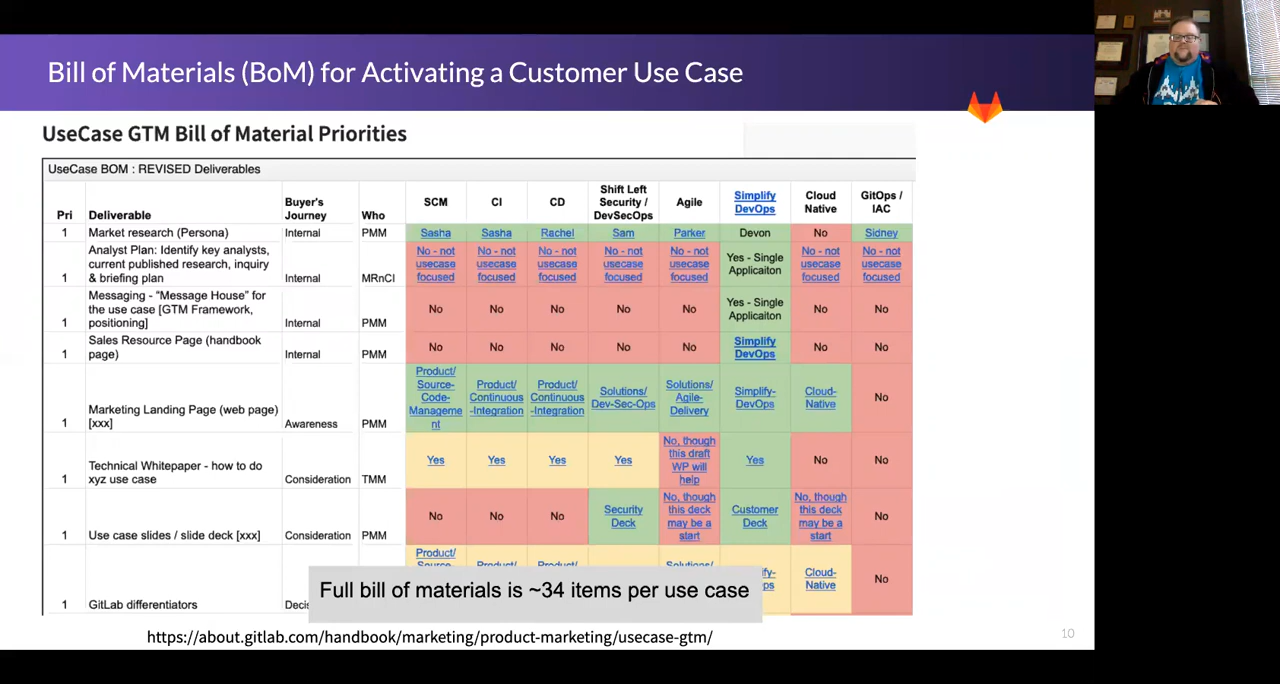 Bill of Materials (BoM) for Activating a Customer Use Case
UseCase GTM Bill of Material Priorities
UseCase BOM : REVISED Deliverables
Pri Deliverable Buyer's Journey Who SCM CI CD Shift Left Security / DevSecOps Agile Simplify DevOps Cloud Native GitOps / IAC
1 Market research (Persona) Internal PMM Sasha Sasha Rachel Sam Parker Devon No Sidney
1 Analyst Plan: Identify key analysts, current published research, inquiry & briefing plan Internal MRnCI No - not usecase focused No - not usecase focused No - not usecase focused No - not usecase focused No - not usecase focused Yes - Single Applicaiton No - not usecase focused No - not usecase focused
1 Messaging - “Message House” for the use case [GTM Framework, positioning] Internal PMM No No No No No Yes - Single Applicaiton No No
1 Sales Resource Page (handbook page) Internal PMM No No No No No Simplify DevOps No No
1 Marketing Landing Page (web page) [xxx] Awareness PMM Product/Source-Code-Management Product/Continuous-Integration Product/Continuous-Integration Solutions/Dev-Sec-Ops Solutions/Agile-Delivery Simplify-DevOps Cloud-Native No
1 Technical Whitepaper - how to do xyz use case Consideration TMM Yes Yes Yes Yes No, though this draft WP will help Yes No No
1 Use case slides / slide deck [xxx] Consideration PMM No No No Security Deck No, though this deck may be a start Customer Deck No, though this deck may be a start No
1 GitLab differentiators Product/ Cloud-Native No
Full bill of materials is ~34 items per use case
https://about.gitlab.com/handbook/marketing/product-marketing/usecase-gtm/
10